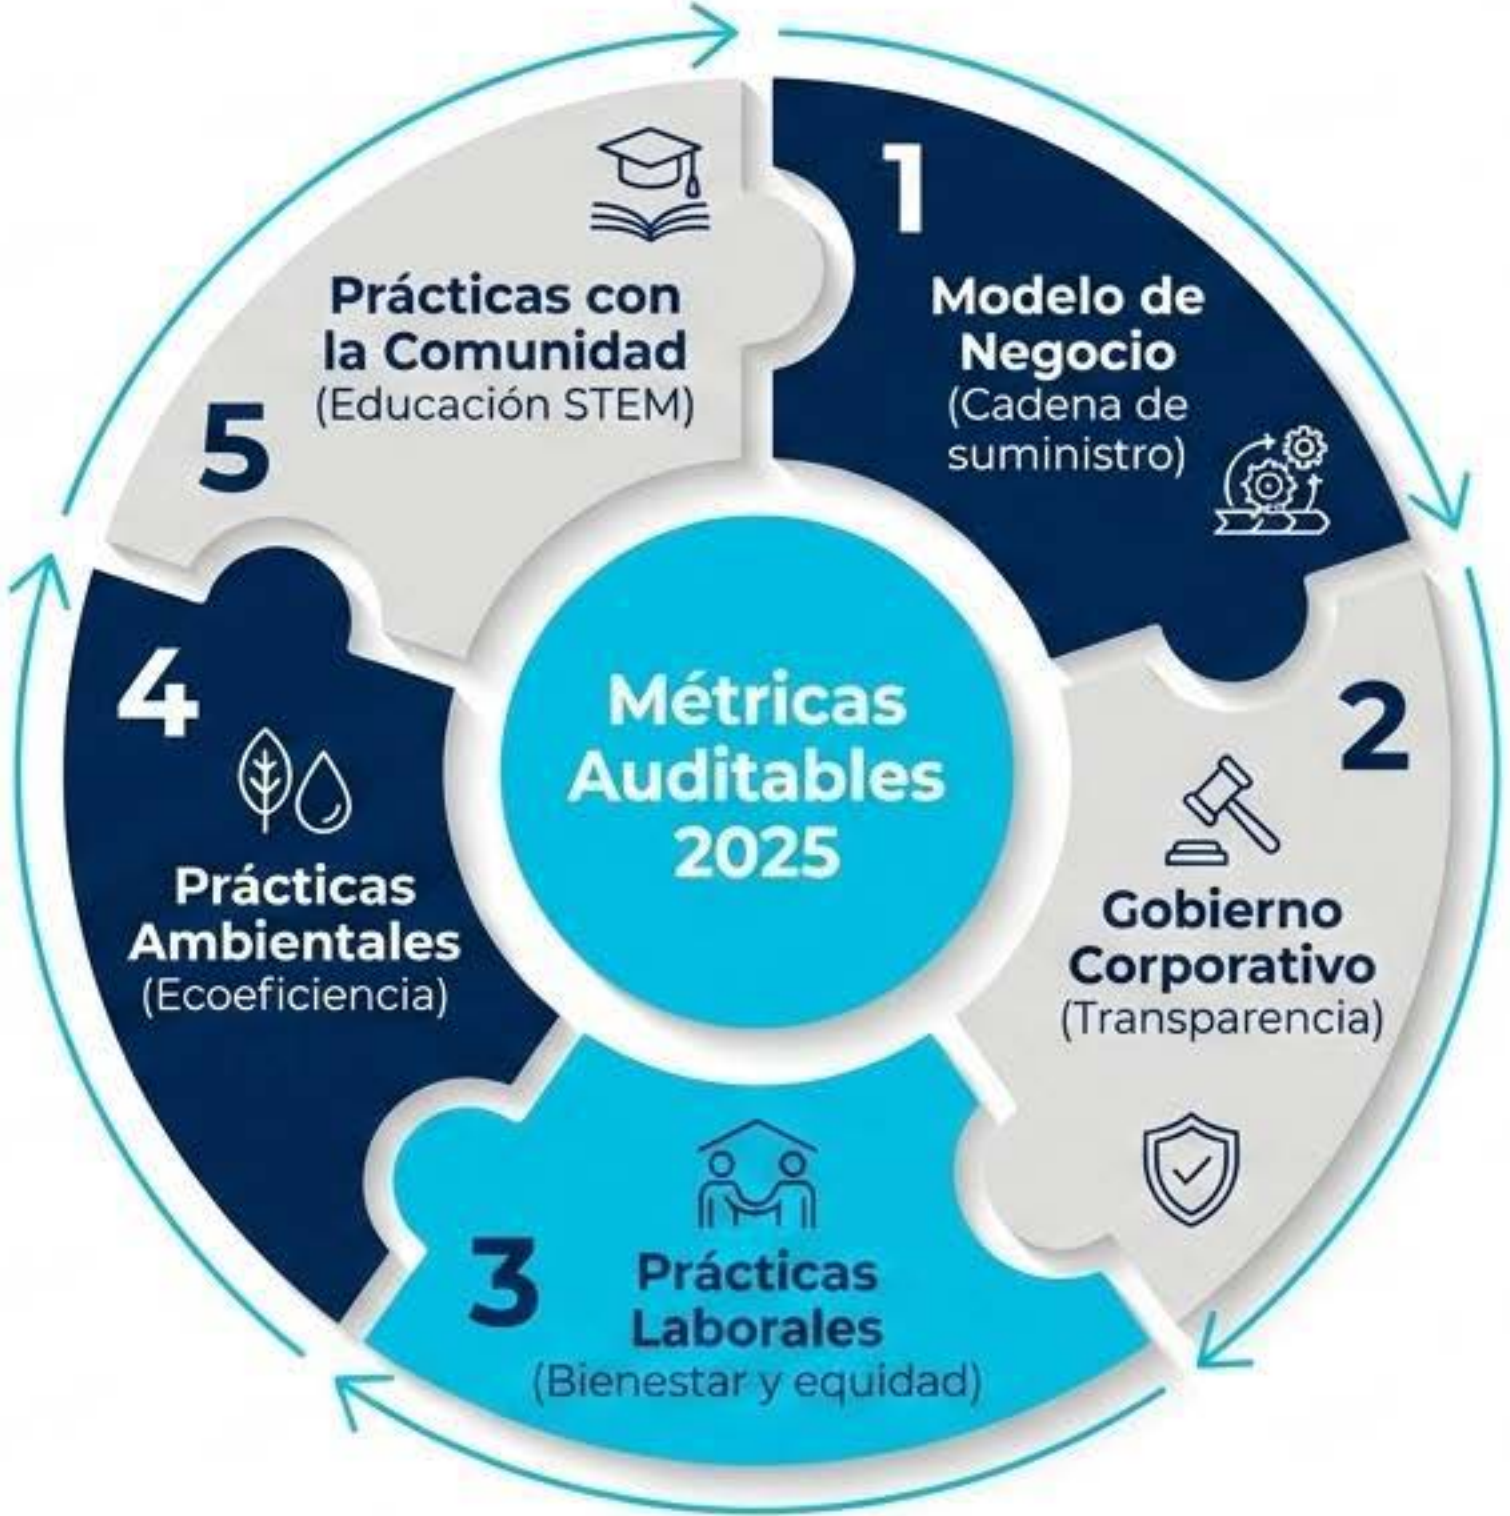 1
Modelo de
Negocio
(Cadena de
suministro)
2
Gobierno
Corporativo
(Transparencia)
3
Prácticas
Laborales
(Bienestar y equidad)
4
Prácticas
Ambientales
(Ecoeficiencia)
5
Prácticas con
la Comunidad
(Educación STEM)
Métricas
Auditables
2025